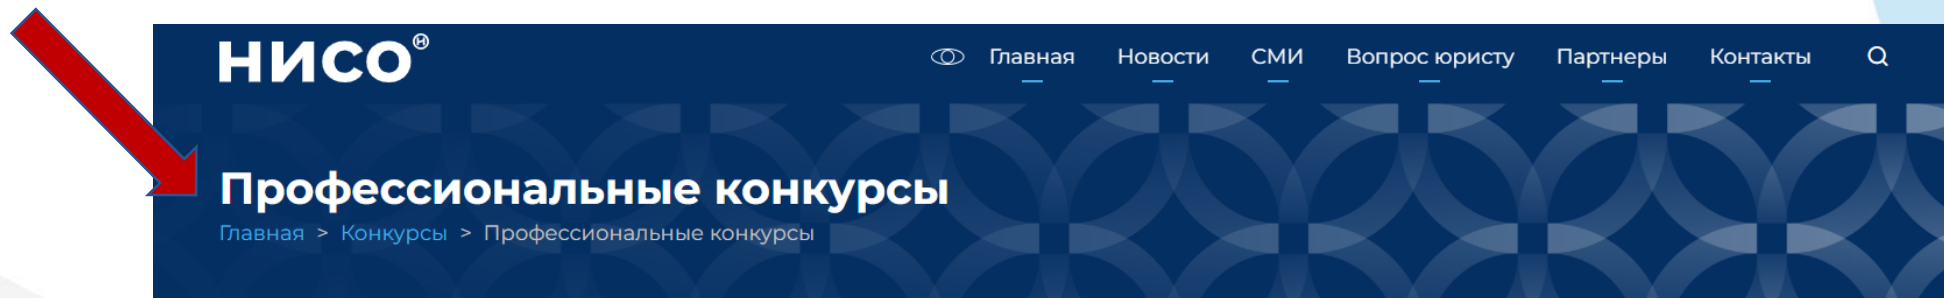 НИСО Н
Главная Новости СМИ Вопрос юристу Партнеры Контакты
Профессиональные конкурсы
Главная > Конкурсы > Профессиональные конкурсы